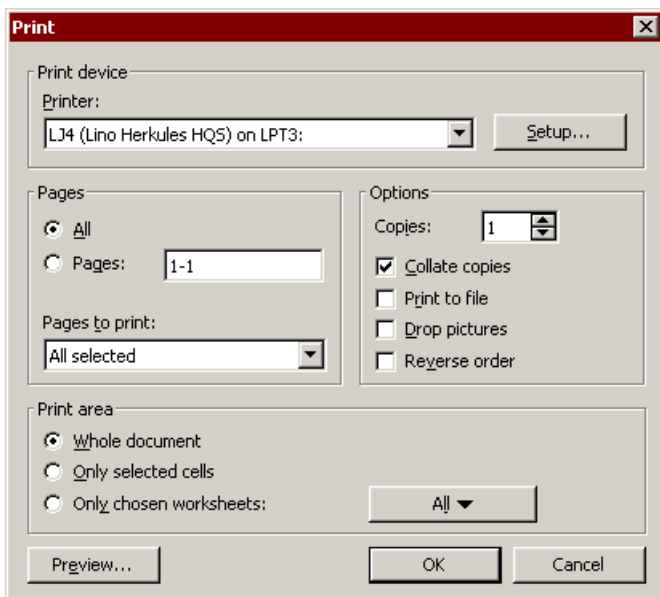 Print
Print device
Printer:
LJ4 (Lino Herkules HQS) on LPT3:
Setup...
Pages
All
Pages: 1-1
Pages to print:
All selected
Options
Copies: 1
Collate copies
Print to file
Drop pictures
Reverse order
Print area
Whole document
Only selected cells
Only chosen worksheets: All
Preview... OK Cancel